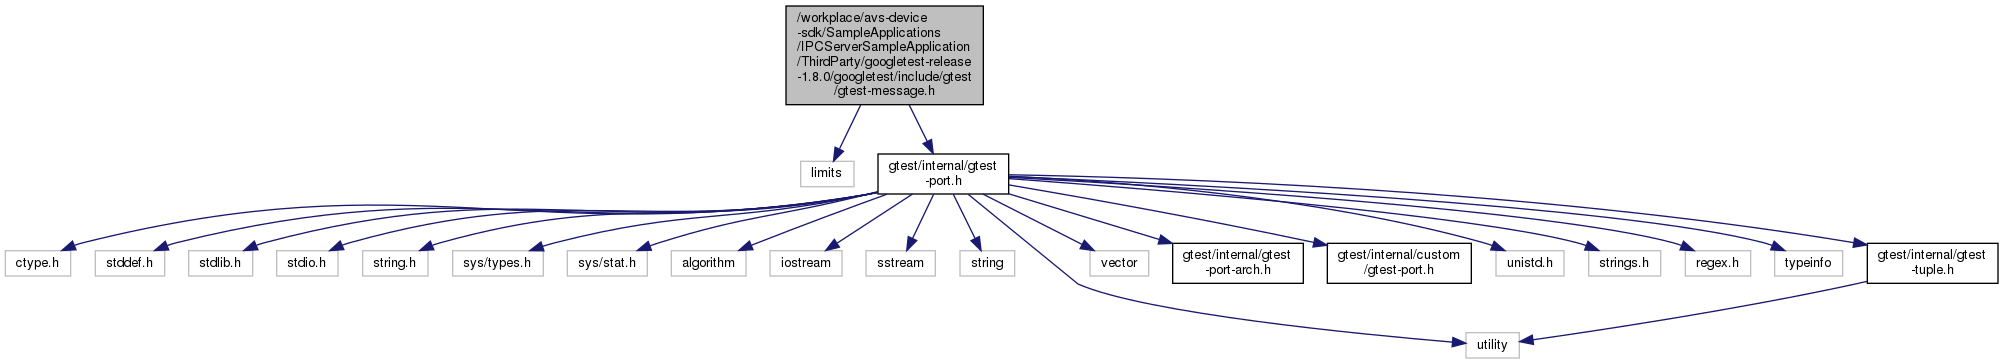 /workplace/avs-device
-sdk/SampleApplications
/IPCServerSampleApplication
/ThirdParty/googletest-release
-1.8.0/googletest/include/gtest
/gtest-message.h
limits
gtest/internal/gtest
-port.h
ctype.h
stddef.h
stdlib.h
stdio.h
string.h
sys/types.h
sys/stat.h
algorithm
iostream
sstream
string
vector
gtest/internal/gtest
-port-arch.h
gtest/internal/custom
/gtest-port.h
unistd.h
strings.h
regex.h
typeinfo
gtest/internal/gtest
-tuple.h
utility